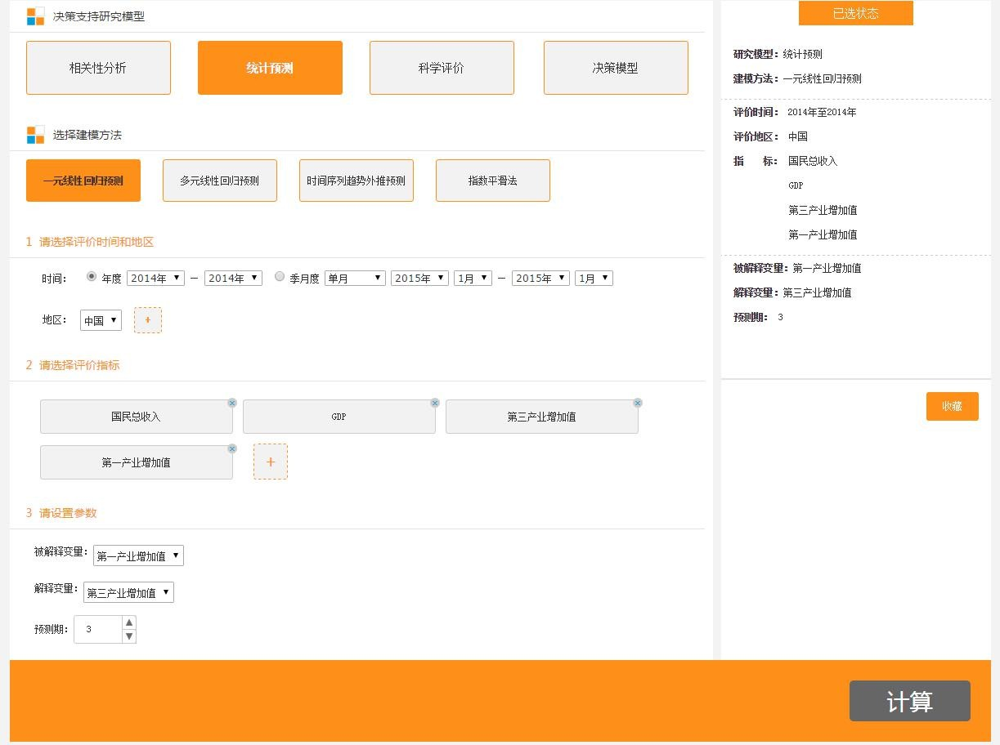 决策支持研究模型
相关性分析 统计预测 科学评价 决策模型
选择建模方法
一元线性回归预测 多元线性回归预测 时间序列趋势外推预测 指数平滑法
1 请选择评价时间和地区
时间: 年度 2014年 — 2014年 季月度 单月 2015年 1月 — 2015年 1月
地区: 中国 +
2 请选择评价指标
国民总收入 GDP 第三产业增加值
第一产业增加值 +
3 请设置参数
被解释变量: 第一产业增加值
解释变量: 第三产业增加值
预测期: 3
已选状态
研究模型: 统计预测
建模方法: 一元线性回归预测
评价时间: 2014年至2014年
评价地区: 中国
指 标: 国民总收入
GDP
第三产业增加值
第一产业增加值
被解释变量: 第一产业增加值
解释变量: 第三产业增加值
预测期: 3
收藏
计算